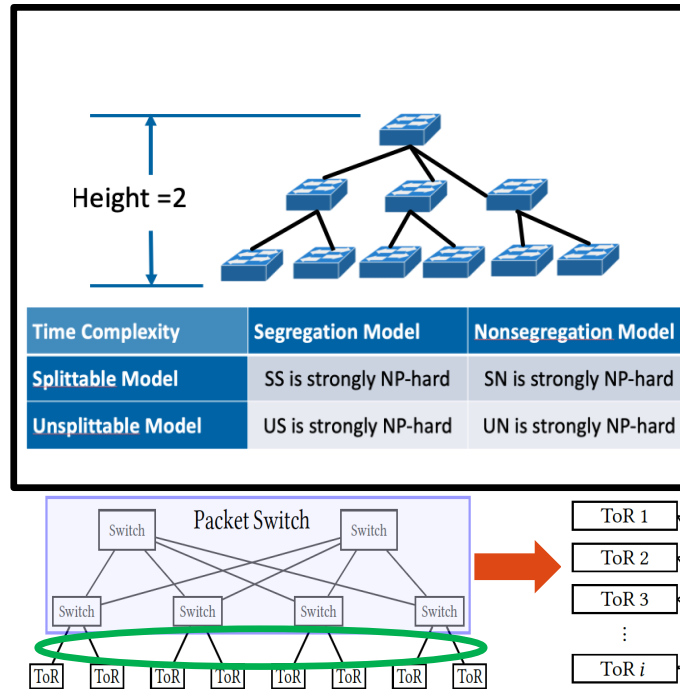 Height =2
Time Complexity Segregation Model Nonsegregation Model
Splittable Model SS is strongly NP-hard SN is strongly NP-hard
Unsplittable Model US is strongly NP-hard UN is strongly NP-hard
Packet Switch
Switch Switch
Switch Switch Switch Switch
ToR ToR ToR ToR ToR ToR ToR ToR
ToR 1
ToR 2
ToR 3
⋮
ToR i